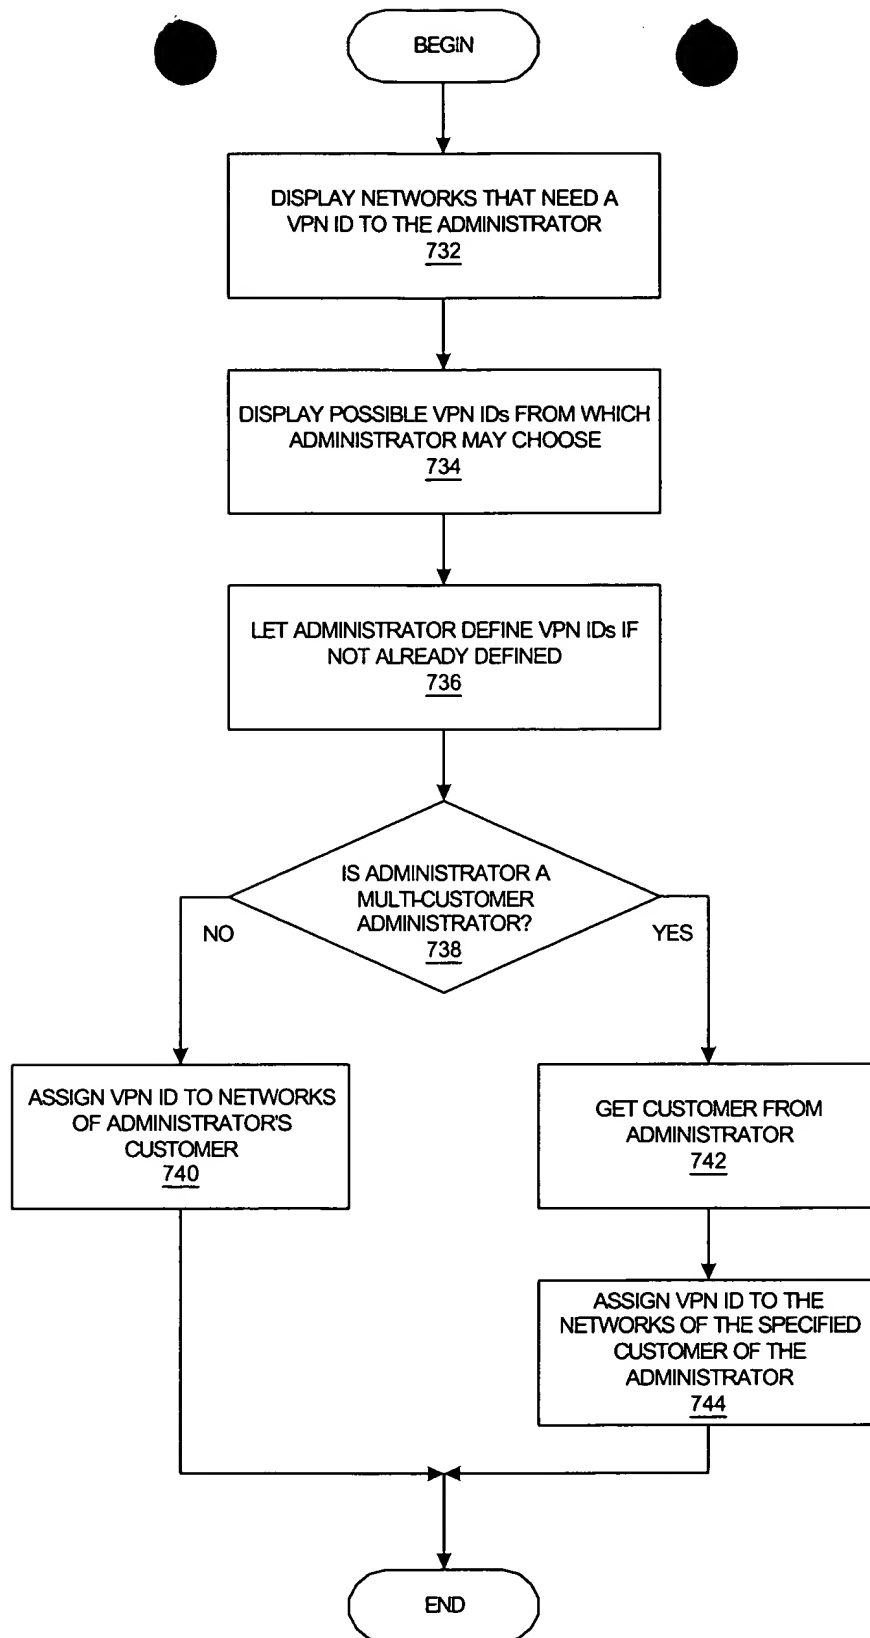 BEGIN
DISPLAY NETWORKS THAT NEED A
VPN ID TO THE ADMINISTRATOR
732
DISPLAY POSSIBLE VPN IDs FROM WHICH
ADMINISTRATOR MAY CHOOSE
734
LET ADMINISTRATOR DEFINE VPN IDs IF
NOT ALREADY DEFINED
736
IS ADMINISTRATOR A
MULTI-CUSTOMER
ADMINISTRATOR?
738
NO
YES
ASSIGN VPN ID TO NETWORKS
OF ADMINISTRATOR'S
CUSTOMER
740
GET CUSTOMER FROM
ADMINISTRATOR
742
ASSIGN VPN ID TO THE
NETWORKS OF THE SPECIFIED
CUSTOMER OF THE
ADMINISTRATOR
744
END